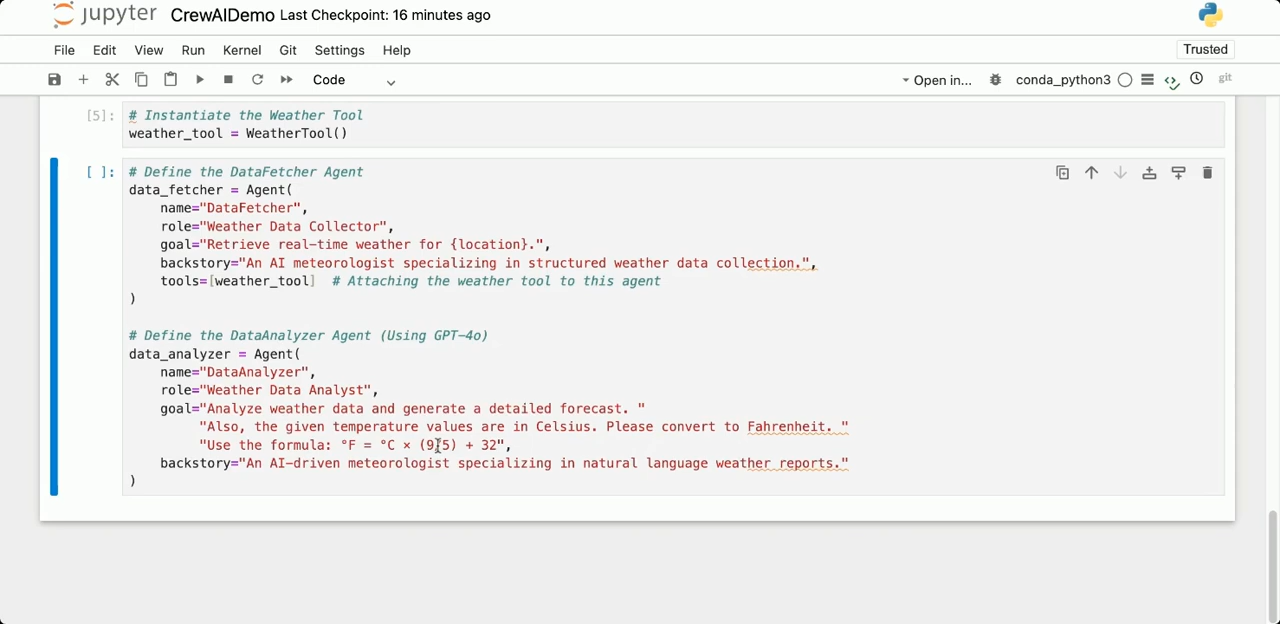 jupyter CrewAIDemo Last Checkpoint: 16 minutes ago
File Edit View Run Kernel Git Settings Help Trusted
Code Open in... conda_python3 git
[5]: # Instantiate the Weather Tool
weather_tool = WeatherTool()
[ ]: # Define the DataFetcher Agent
data_fetcher = Agent(
name="DataFetcher",
role="Weather Data Collector",
goal="Retrieve real-time weather for {location}.",
backstory="An AI meteorologist specializing in structured weather data collection.",
tools=[weather_tool] # Attaching the weather tool to this agent
)
# Define the DataAnalyzer Agent (Using GPT-4o)
data_analyzer = Agent(
name="DataAnalyzer",
role="Weather Data Analyst",
goal="Analyze weather data and generate a detailed forecast. "
"Also, the given temperature values are in Celsius. Please convert to Fahrenheit. "
"Use the formula: °F = °C × (9/5) + 32",
backstory="An AI-driven meteorologist specializing in natural language weather reports."
)